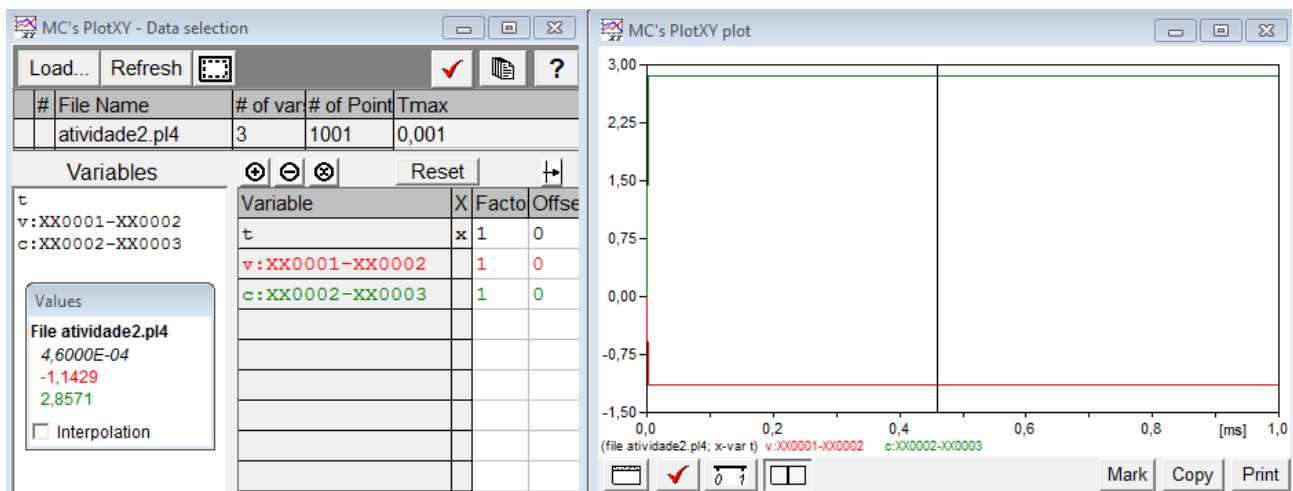 MC's PlotXY - Data selection
Load... Refresh ?
# File Name # of var: # of Point Tmax
atividade2.pl4 3 1001 0,001
Variables Reset
t
v:XX0001-XX0002
c:XX0002-XX0003
Variable X Facto Offse
t x 1 0
v:XX0001-XX0002 1 0
c:XX0002-XX0003 1 0
Values
File atividade2.pl4
4,6000E-04
-1,1429
2,8571
Interpolation
MC's PlotXY plot
3,00
2,25
1,50
0,75
0,00
-0,75
-1,50
0,0 0,2 0,4 0,6 0,8 [ms] 1,0
(file atividade2.pl4; x-var t) v:XX0001-XX0002 c:XX0002-XX0003
0 1 Mark Copy Print